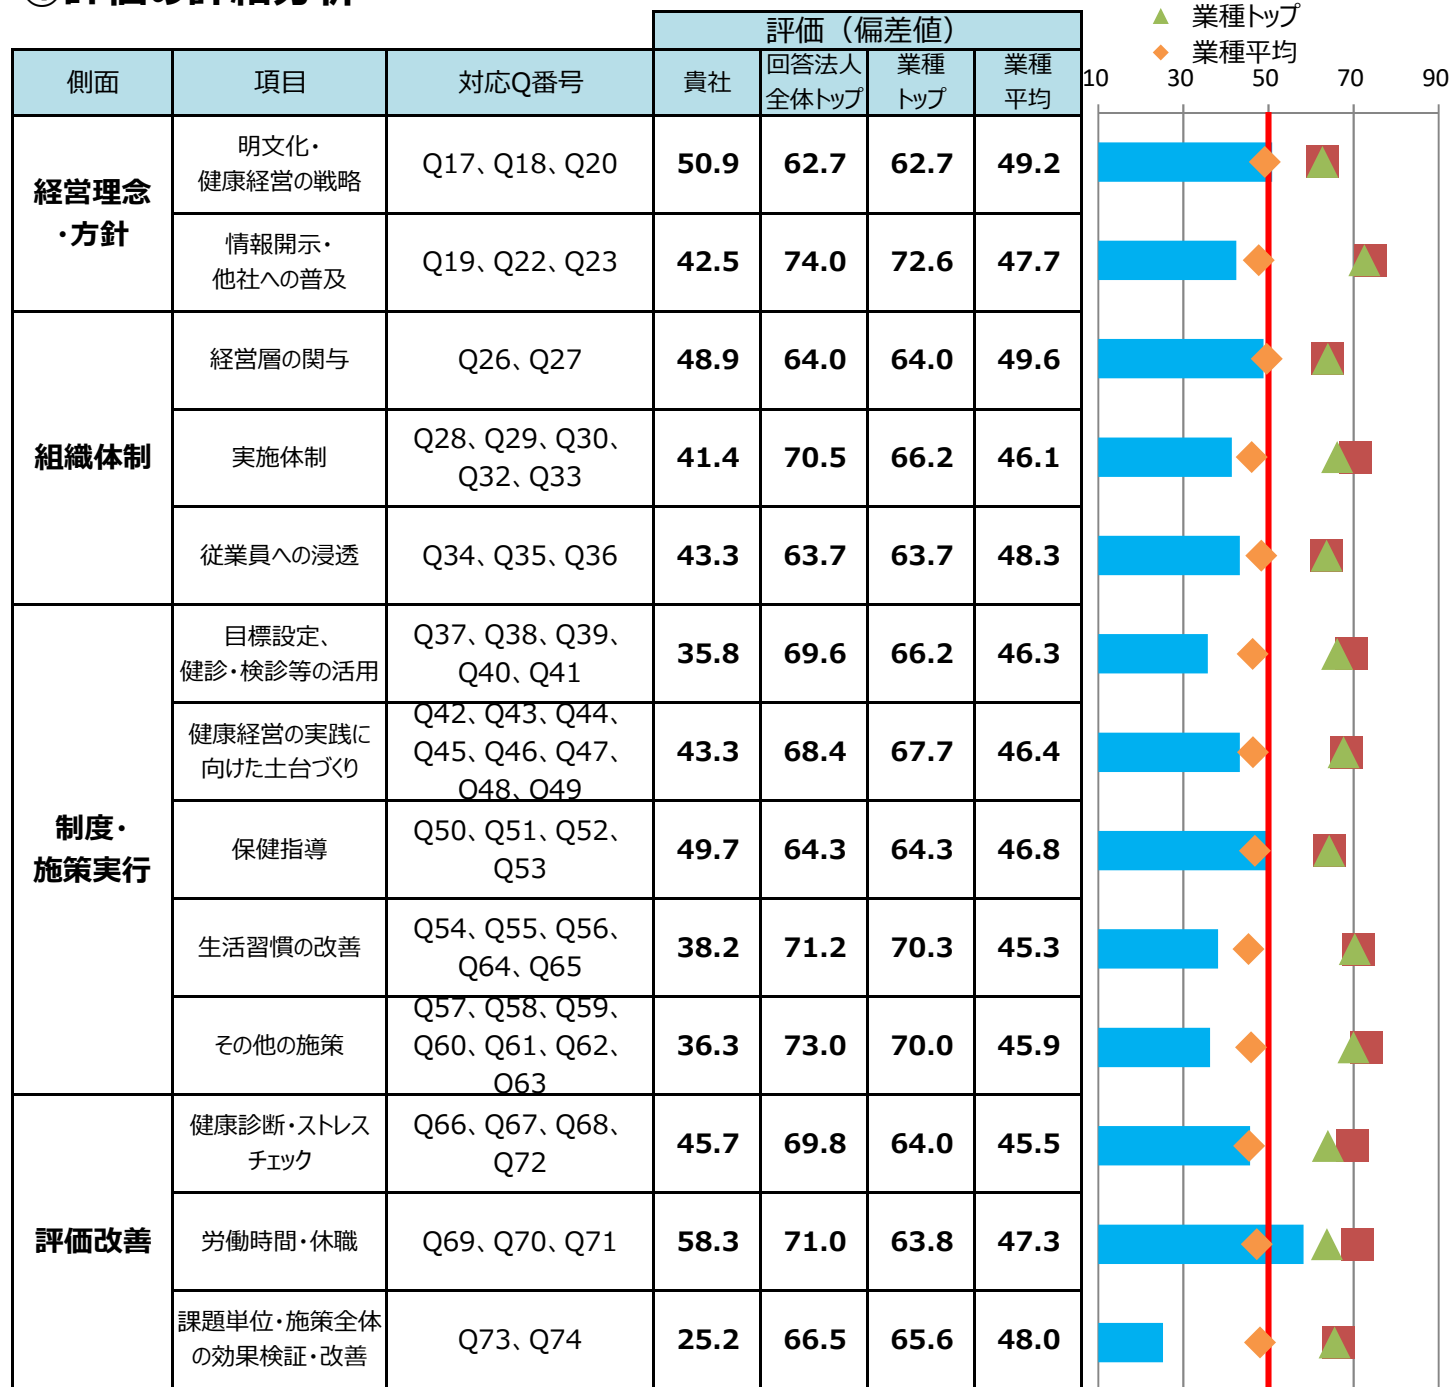 ▲ 業種トップ
◆ 業種平均
評価（偏差値）
側面 項目 対応Q番号 貴社 回答法人全体トップ 業種トップ 業種平均
10 30 50 70 90
経営理念
・方針
明文化・
健康経営の戦略
Q17、Q18、Q20
50.9 62.7 62.7 49.2
情報開示・
他社への普及
Q19、Q22、Q23
42.5 74.0 72.6 47.7
組織体制
経営層の関与
Q26、Q27
48.9 64.0 64.0 49.6
実施体制
Q28、Q29、Q30、
Q32、Q33
41.4 70.5 66.2 46.1
従業員への浸透
Q34、Q35、Q36
43.3 63.7 63.7 48.3
制度・
施策実行
目標設定、
健診・検診等の活用
Q37、Q38、Q39、
Q40、Q41
35.8 69.6 66.2 46.3
健康経営の実践に
向けた土台づくり
Q42、Q43、Q44、
Q45、Q46、Q47、
Q48、Q49
43.3 68.4 67.7 46.4
保健指導
Q50、Q51、Q52、
Q53
49.7 64.3 64.3 46.8
生活習慣の改善
Q54、Q55、Q56、
Q64、Q65
38.2 71.2 70.3 45.3
その他の施策
Q57、Q58、Q59、
Q60、Q61、Q62、
Q63
36.3 73.0 70.0 45.9
評価改善
健康診断・ストレス
チェック
Q66、Q67、Q68、
Q72
45.7 69.8 64.0 45.5
労働時間・休職
Q69、Q70、Q71
58.3 71.0 63.8 47.3
課題単位・施策全体
の効果検証・改善
Q73、Q74
25.2 66.5 65.6 48.0